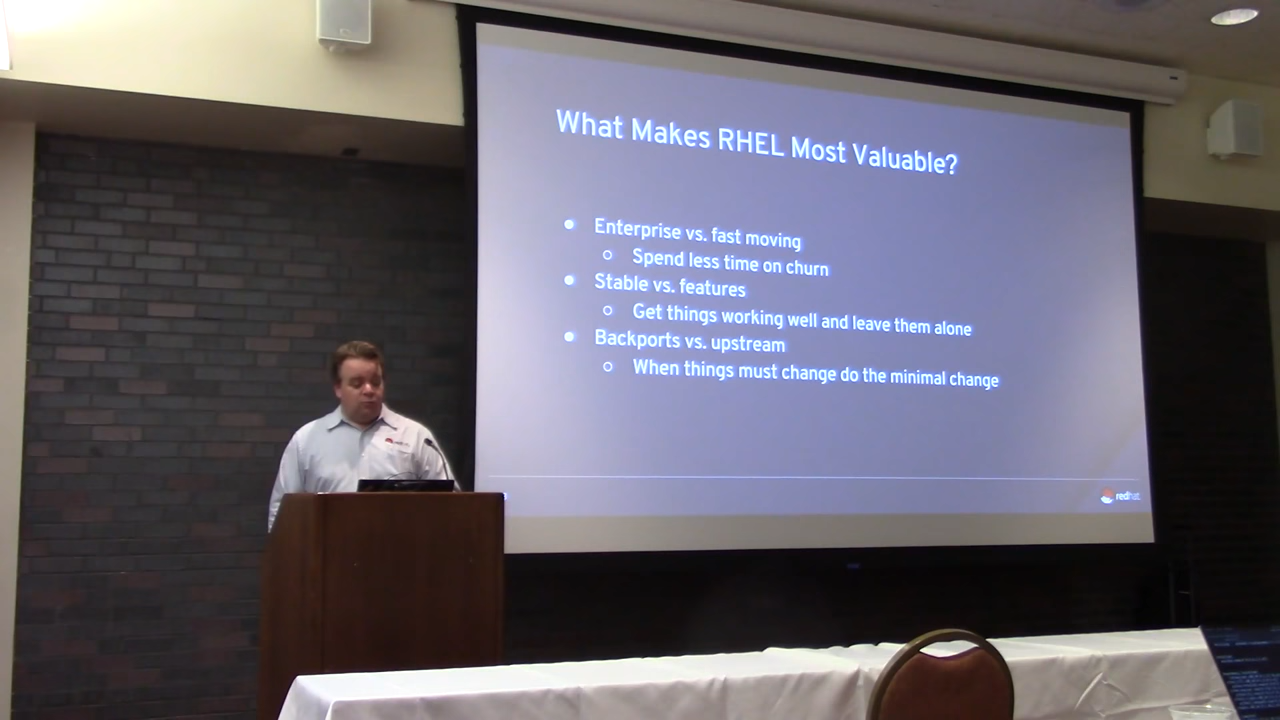 What Makes RHEL Most Valuable?
● Enterprise vs. fast moving
○ Spend less time on churn
● Stable vs. features
○ Get things working well and leave them alone
● Backports vs. upstream
○ When things must change do the minimal change
redhat